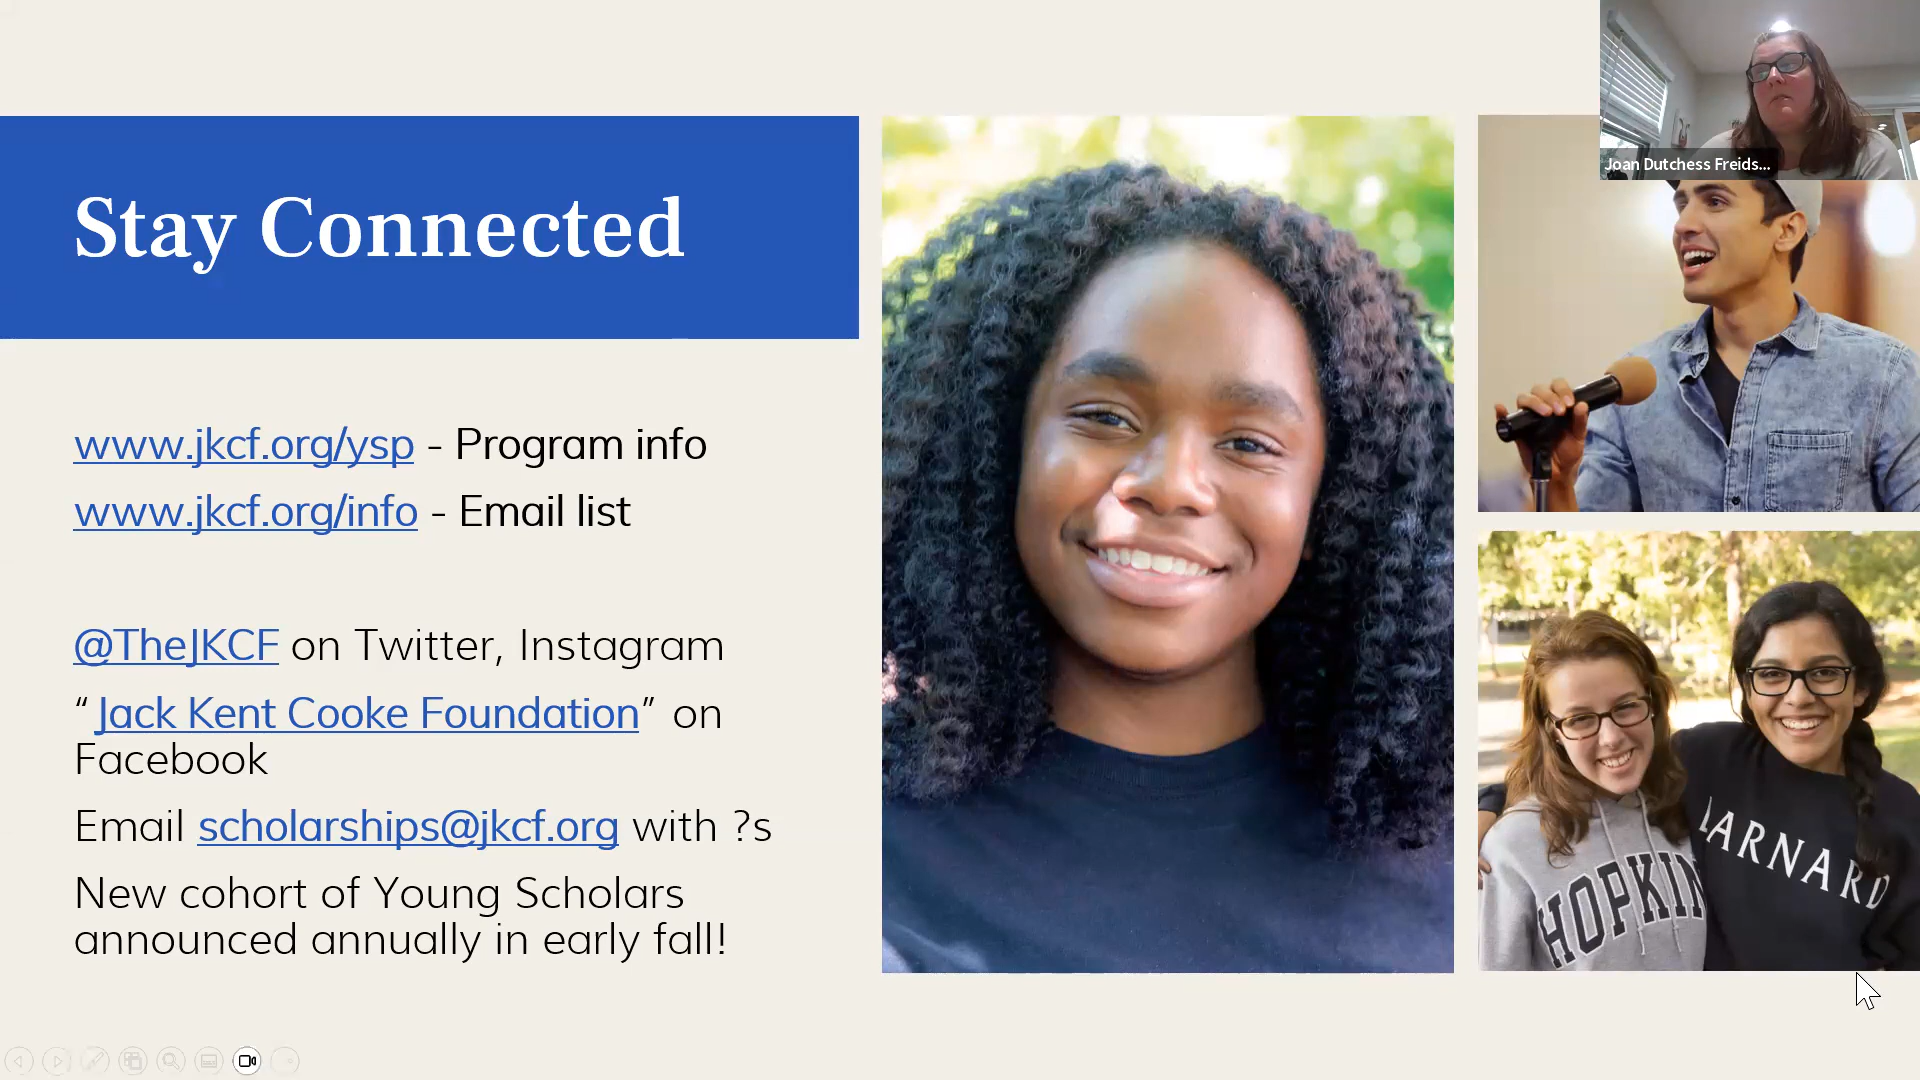 Joan Dutchess Freids...
Stay Connected
www.jkcf.org/ysp - Program info
www.jkcf.org/info - Email list
@TheJKCF on Twitter, Instagram
“Jack Kent Cooke Foundation” on
Facebook
Email scholarships@jkcf.org with ?s
New cohort of Young Scholars
announced annually in early fall!
HOPKIN
ARNARD